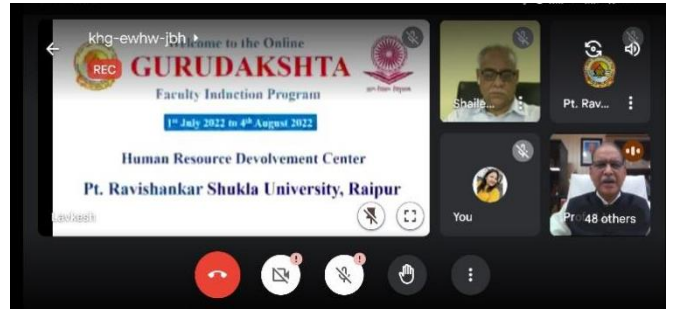 khg-ewhw-jbh
REC
Welcome to the Online
GURUDAKSHTA
Faculty Induction Program
1st July 2022 to 4th August 2022
Human Resource Devolvement Center
Pt. Ravishankar Shukla University, Raipur
Lavkesh
Shaile...
Pt. Rav...
You
Pro
48 others